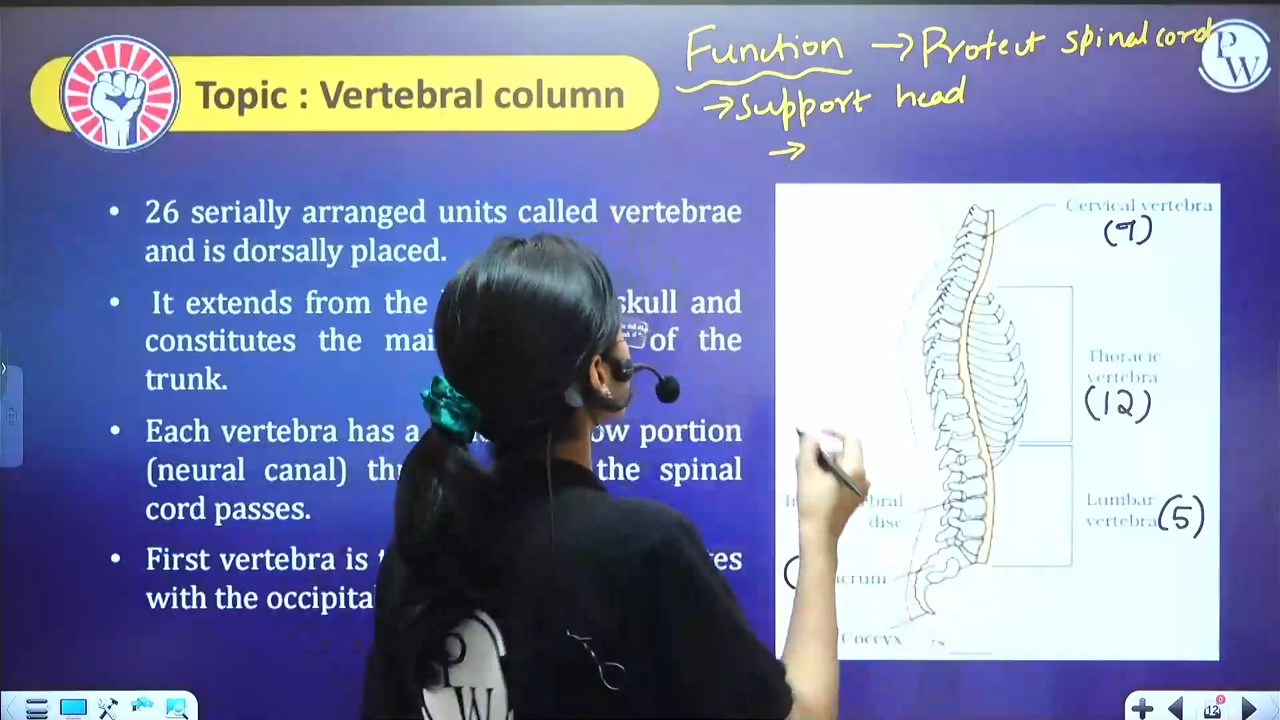 Function → Protect spinal cord
→ support head
→
PW
Topic : Vertebral column
• 26 serially arranged units called vertebrae
and is dorsally placed.
• It extends from the skull and
constitutes the mai of the
trunk.
• Each vertebra has a ow portion
(neural canal) the spinal
cord passes.
• First vertebra is
with the occipita
Cervical vertebra
Thoracic
vertebra
(12)
Lumbar
vertebra (5)
disc
Coccyx
PW
12